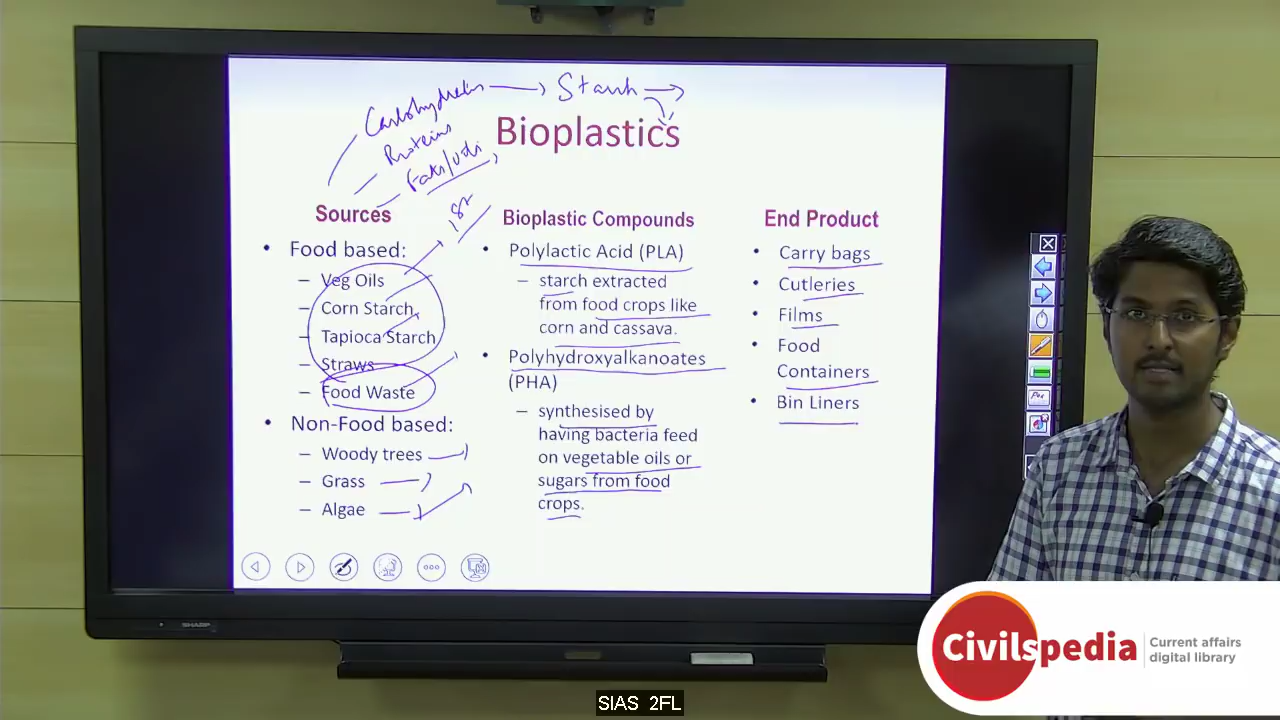 Carbohydrates → Starch →
Proteins
Fats/
Bioplastics
Sources
• Food based:
– Veg Oils
– Corn Starch
– Tapioca Starch
– Straws
– Food Waste
• Non-Food based:
– Woody trees
– Grass
– Algae
Bioplastic Compounds
• Polylactic Acid (PLA)
– starch extracted
from food crops like
corn and cassava.
• Polyhydroxyalkanoates
(PHA)
– synthesised by
having bacteria feed
on vegetable oils or
sugars from food
crops.
End Product
• Carry bags
• Cutleries
• Films
• Food
Containers
• Bin Liners
SHARP
Civilspedia
Current affairs
digital library
SIAS 2FL